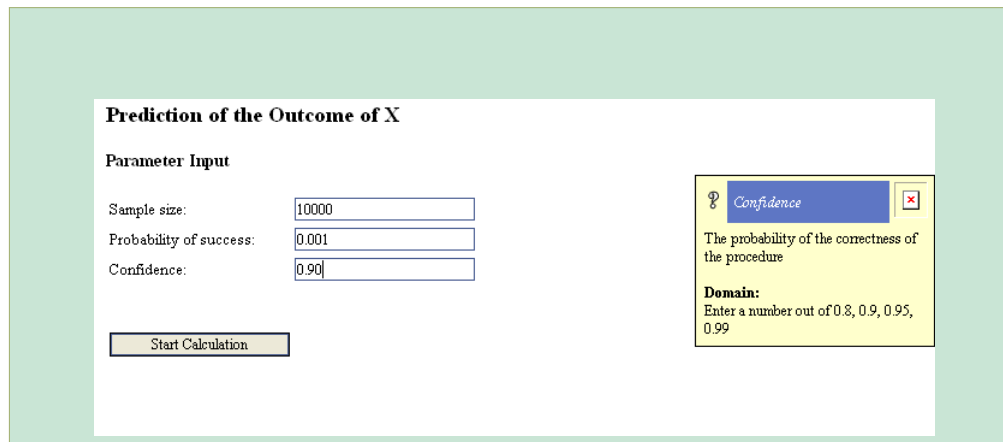 Prediction of the Outcome of X
Parameter Input
Sample size: 10000
Probability of success: 0.001
Confidence: 0.90
Start Calculation
? Confidence
The probability of the correctness of
the procedure
Domain:
Enter a number out of 0.8, 0.9, 0.95,
0.99